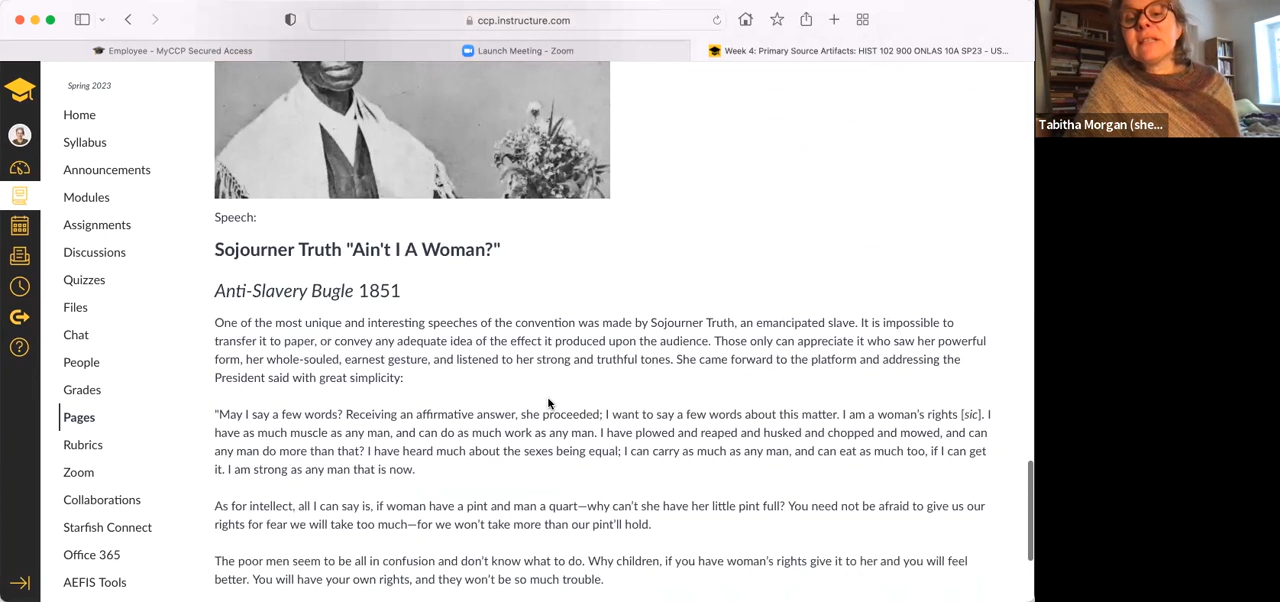 ccp.instructure.com
Employee - MyCCP Secured Access
Launch Meeting - Zoom
Week 4: Primary Source Artifacts: HIST 102 900 ONLAS 10A SP23 - US...
Spring 2023
Home
Syllabus
Announcements
Modules
Assignments
Discussions
Quizzes
Files
Chat
People
Grades
Pages
Rubrics
Zoom
Collaborations
Starfish Connect
Office 365
AEFIS Tools
Speech:
Sojourner Truth "Ain't I A Woman?"
Anti-Slavery Bugle 1851
One of the most unique and interesting speeches of the convention was made by Sojourner Truth, an emancipated slave. It is impossible to
transfer it to paper, or convey any adequate idea of the effect it produced upon the audience. Those only can appreciate it who saw her powerful
form, her whole-souled, earnest gesture, and listened to her strong and truthful tones. She came forward to the platform and addressing the
President said with great simplicity:
"May I say a few words? Receiving an affirmative answer, she proceeded; I want to say a few words about this matter. I am a woman's rights [sic]. I
have as much muscle as any man, and can do as much work as any man. I have plowed and reaped and husked and chopped and mowed, and can
any man do more than that? I have heard much about the sexes being equal; I can carry as much as any man, and can eat as much too, if I can get
it. I am strong as any man that is now.
As for intellect, all I can say is, if woman have a pint and man a quart—why can't she have her little pint full? You need not be afraid to give us our
rights for fear we will take too much—for we won't take more than our pint'll hold.
The poor men seem to be all in confusion and don't know what to do. Why children, if you have woman's rights give it to her and you will feel
better. You will have your own rights, and they won't be so much trouble.
Tabitha Morgan (she...